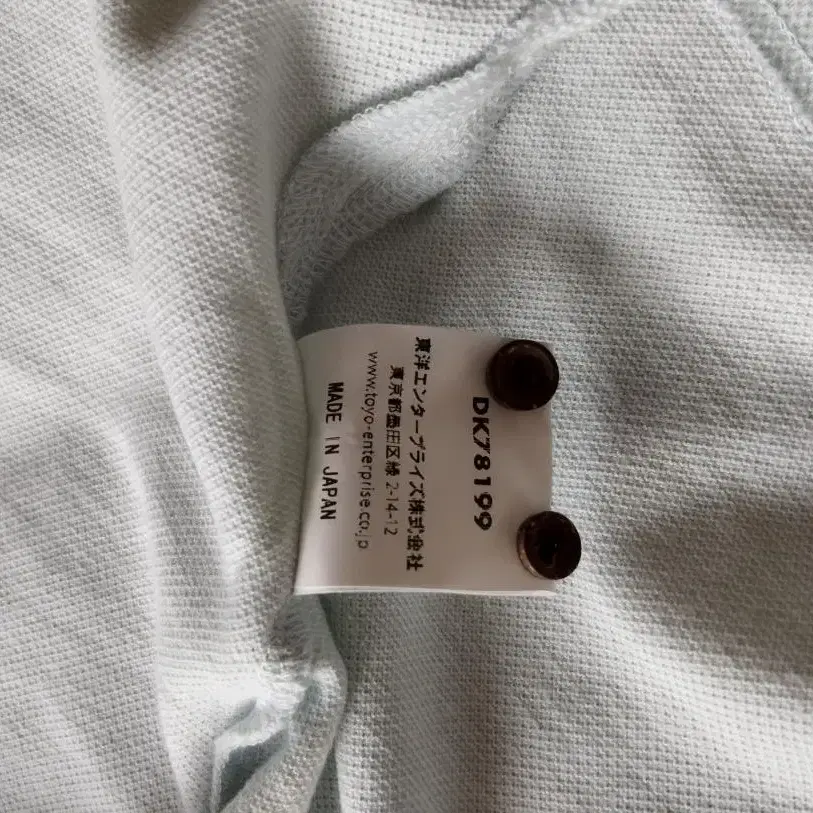 DK78199
東洋エンタープライズ株式会社
東京都墨田区緑 2-14-12
www.toyo-enterprise.co.jp
MADE IN JAPAN